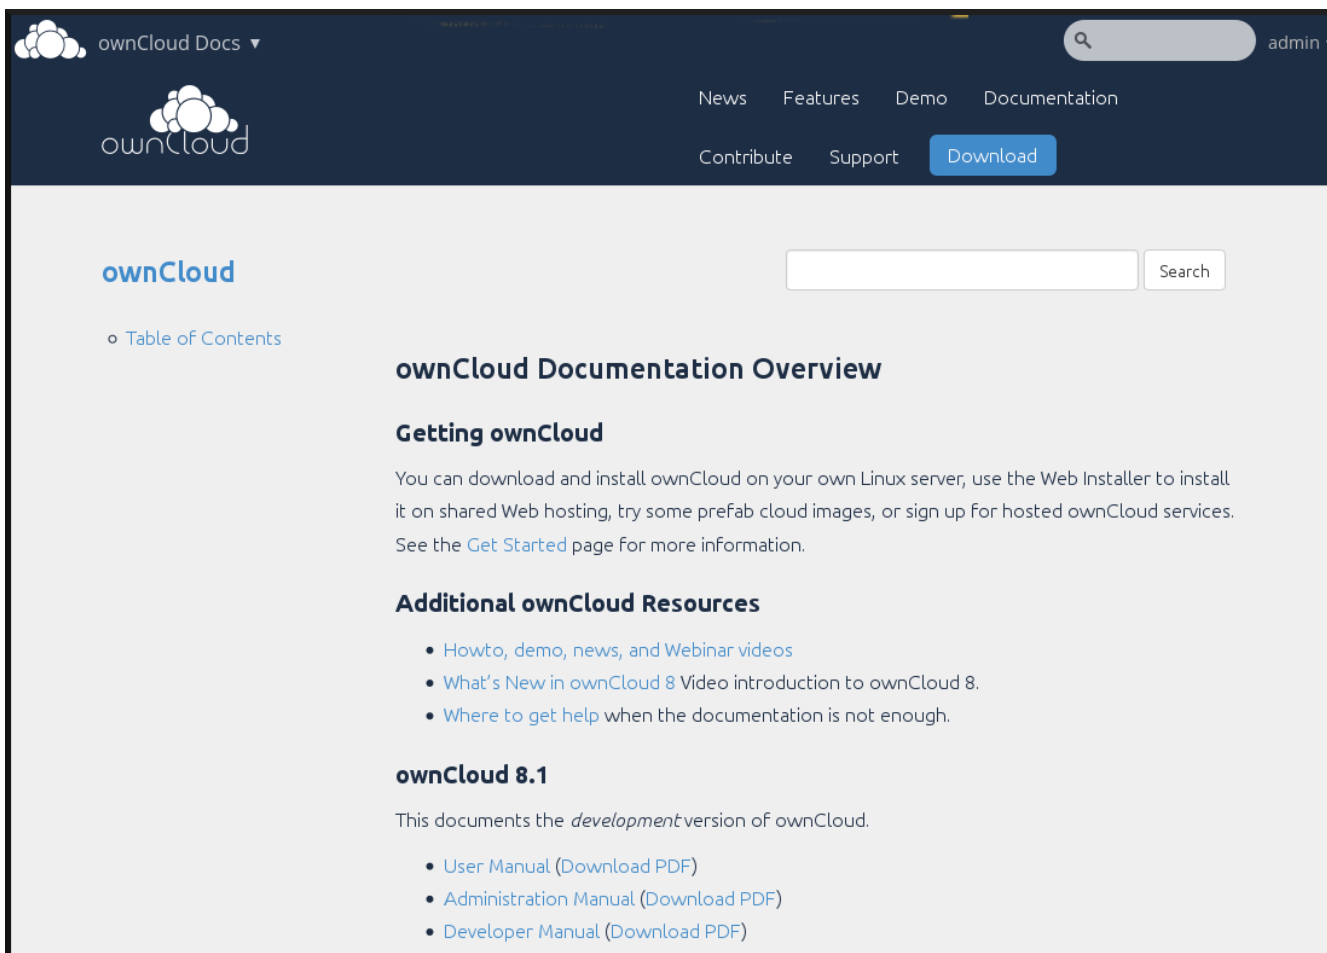 ownCloud Docs ▼
admin
ownCloud
News Features Demo Documentation
Contribute Support Download
ownCloud
Search
Table of Contents
ownCloud Documentation Overview
Getting ownCloud
You can download and install ownCloud on your own Linux server, use the Web Installer to install
it on shared Web hosting, try some prefab cloud images, or sign up for hosted ownCloud services.
See the Get Started page for more information.
Additional ownCloud Resources
• Howto, demo, news, and Webinar videos
• What's New in ownCloud 8 Video introduction to ownCloud 8.
• Where to get help when the documentation is not enough.
ownCloud 8.1
This documents the development version of ownCloud.
• User Manual (Download PDF)
• Administration Manual (Download PDF)
• Developer Manual (Download PDF)